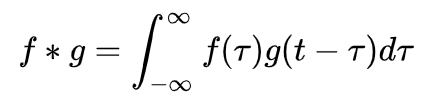 f ∗ g = ∫_{−∞}^{∞} f(τ)g(t − τ)dτ